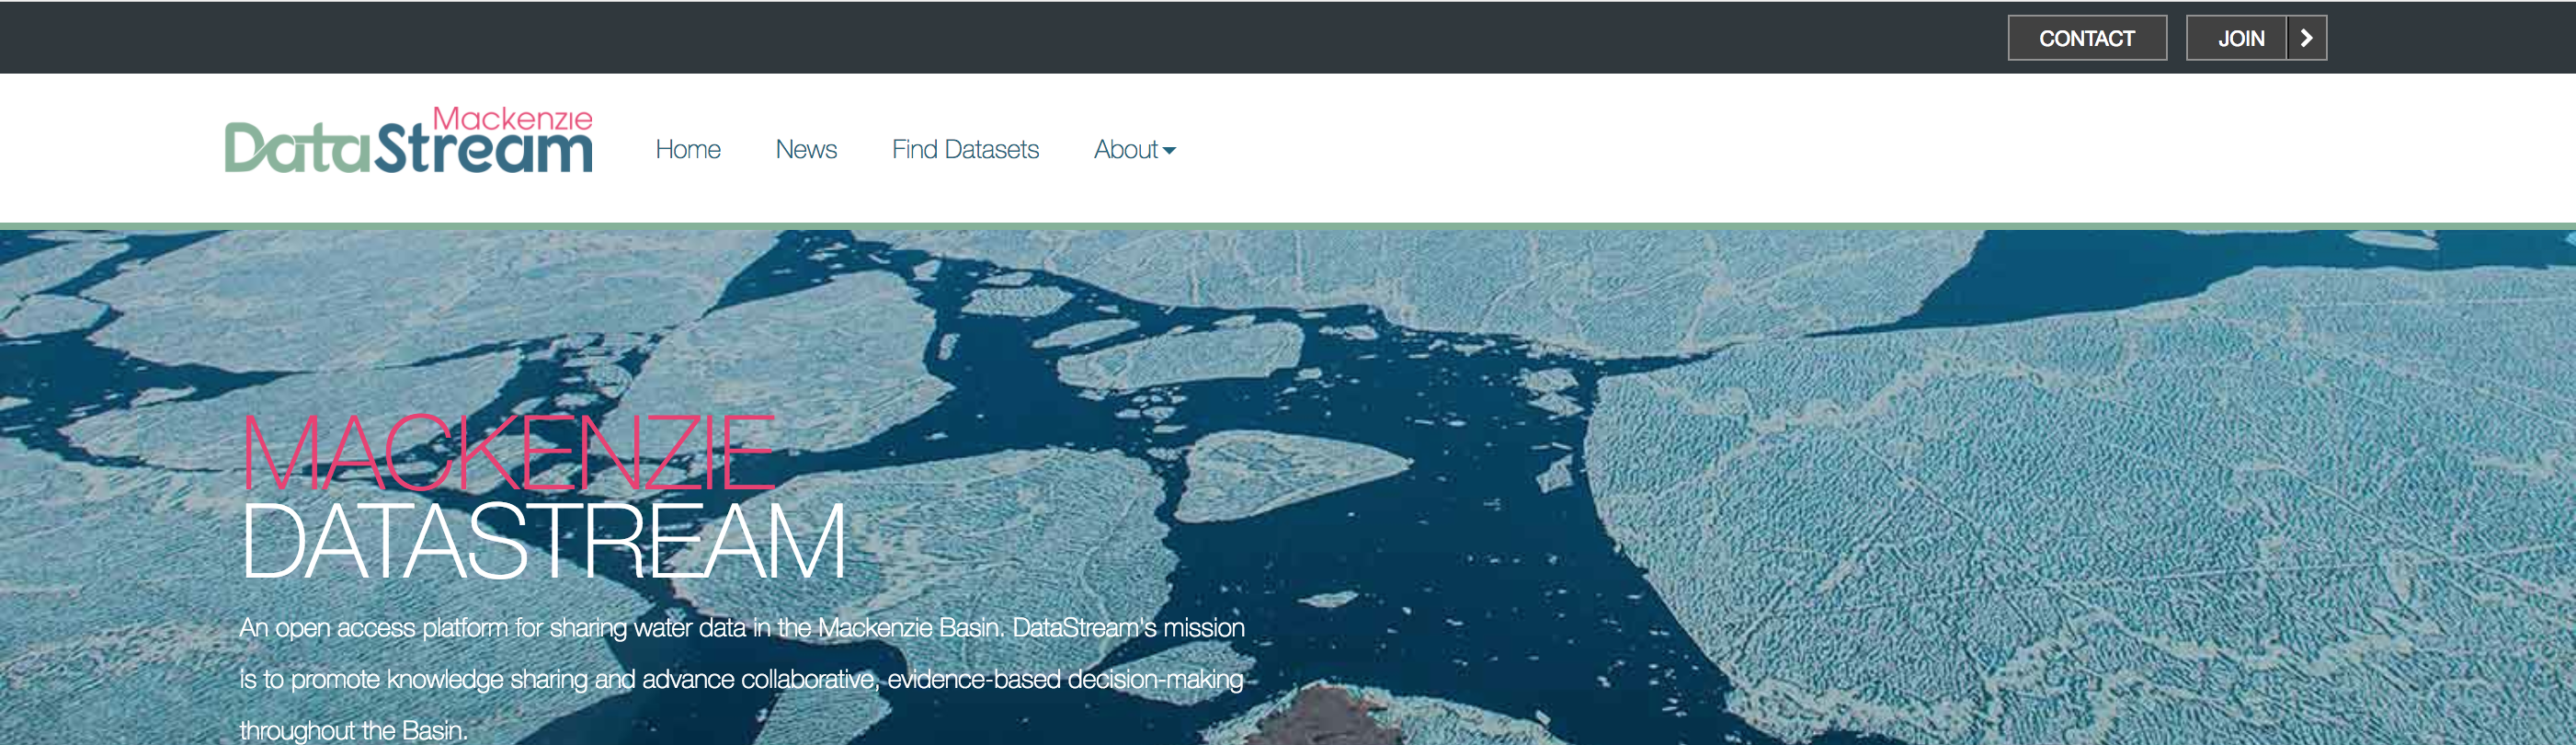 CONTACT
JOIN
Mackenzie
DataStream
Home
News
Find Datasets
About
MACKENZIE
DATASTREAM
An open access platform for sharing water data in the Mackenzie Basin. DataStream's mission
is to promote knowledge sharing and advance collaborative, evidence-based decision-making
throughout the Basin.